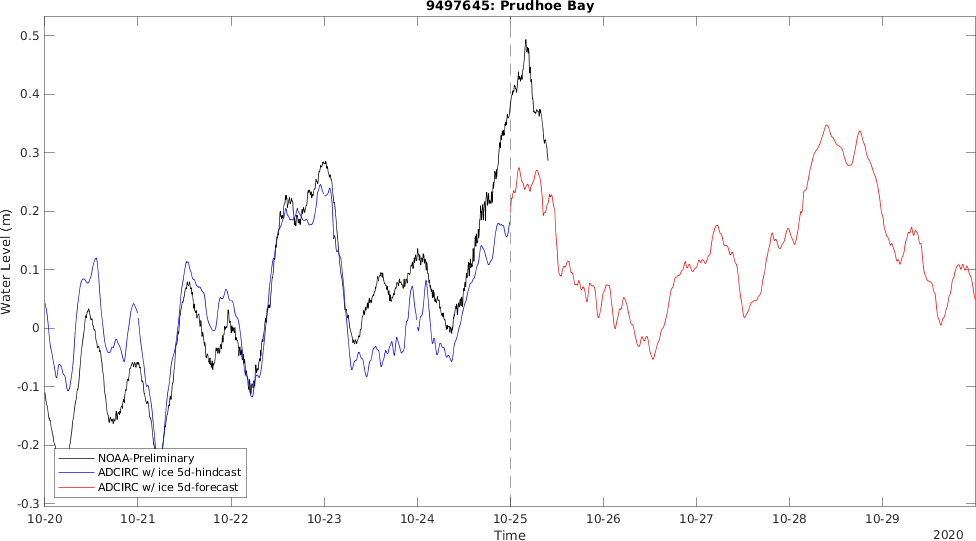 9497645: Prudhoe Bay
0.5
0.4
0.3
0.2
0.1
0
-0.1
-0.2
-0.3
Water Level (m)
NOAA-Preliminary
ADCIRC w/ ice 5d-hindcast
ADCIRC w/ ice 5d-forecast
10-20 10-21 10-22 10-23 10-24 10-25 10-26 10-27 10-28 10-29
Time
2020